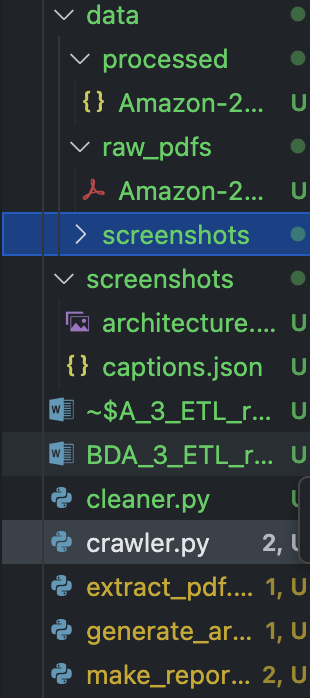 data
processed
{} Amazon-2... U
raw_pdfs
Amazon-2... U
screenshots
screenshots
architecture.... U
{} captions.json U
W ~$A_3_ETL_r... U
W BDA_3_ETL_r... U
cleaner.py U
crawler.py 2, U
extract_pdf.... 1, U
generate_ar... 1, U
make_repor... 2, U